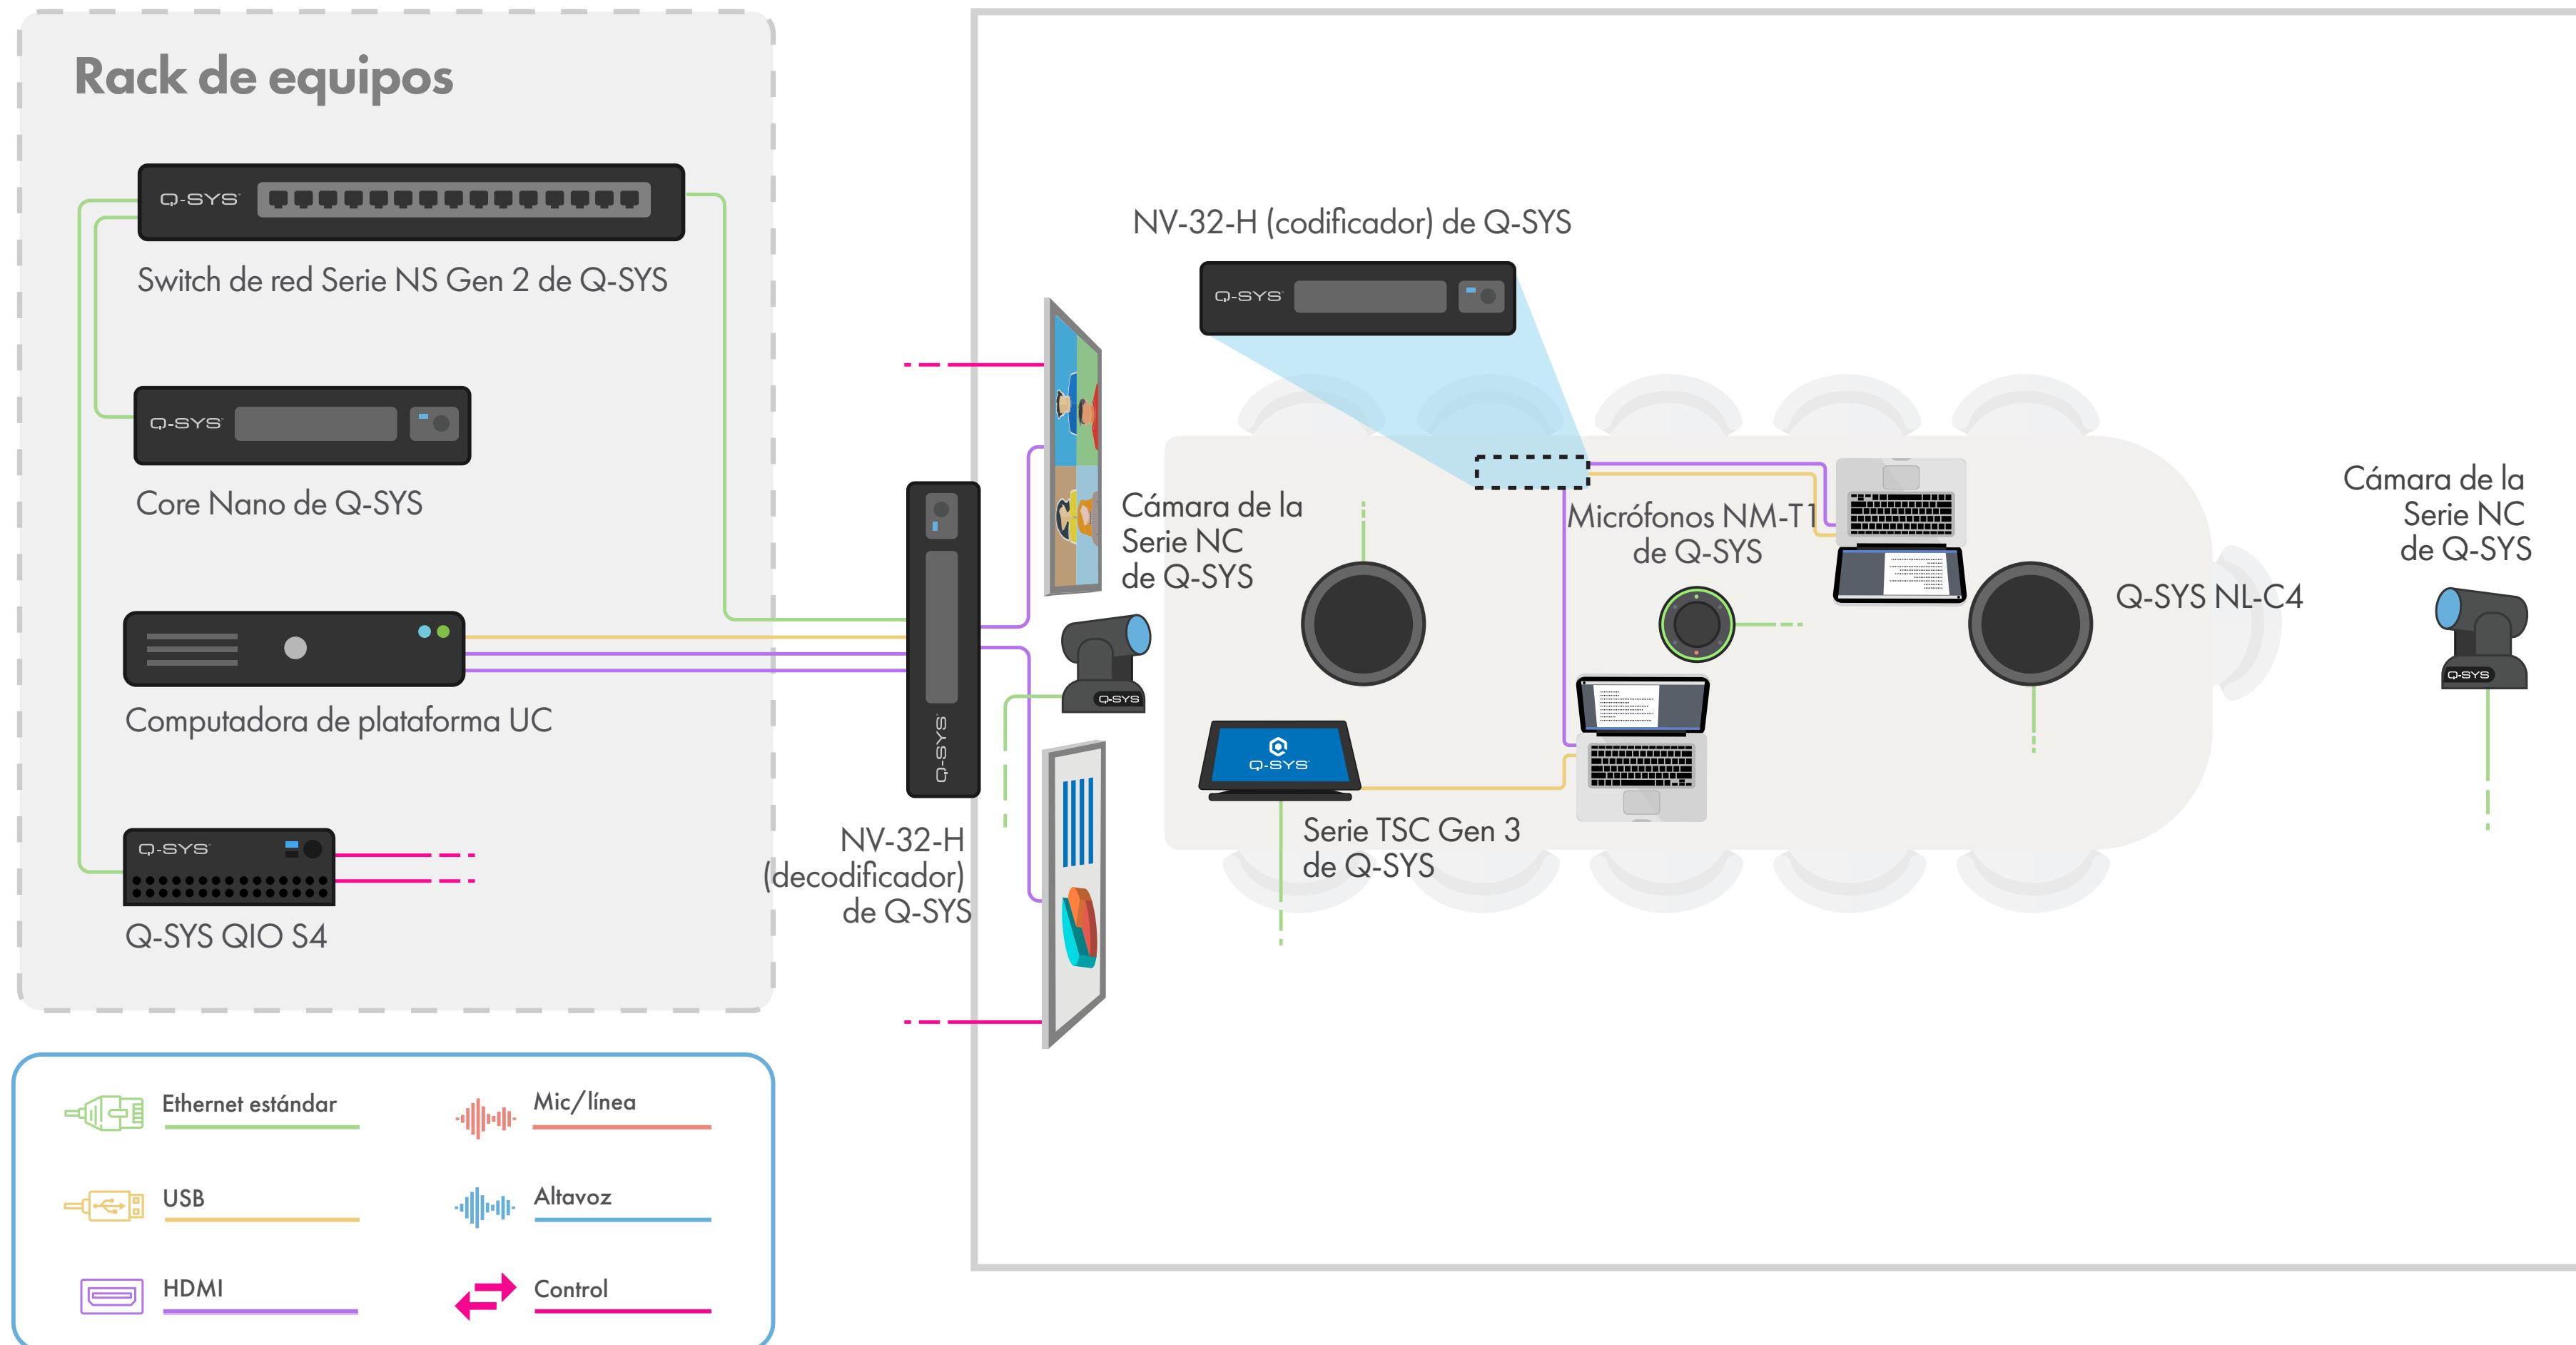 Rack de equipos
Q-SYS
Switch de red Serie NS Gen 2 de Q-SYS
Q-SYS
Core Nano de Q-SYS
Computadora de plataforma UC
Q-SYS
Q-SYS QIO S4
Q-SYS
NV-32-H
(decodificador)
de Q-SYS
NV-32-H (codificador) de Q-SYS
Q-SYS
Cámara de la
Serie NC
de Q-SYS
Q-SYS
Micrófonos NM-T1
de Q-SYS
Q-SYS
Serie TSC Gen 3
de Q-SYS
Q-SYS NL-C4
Cámara de la
Serie NC
de Q-SYS
Q-SYS
Ethernet estándar
Mic/línea
USB
Altavoz
HDMI
Control